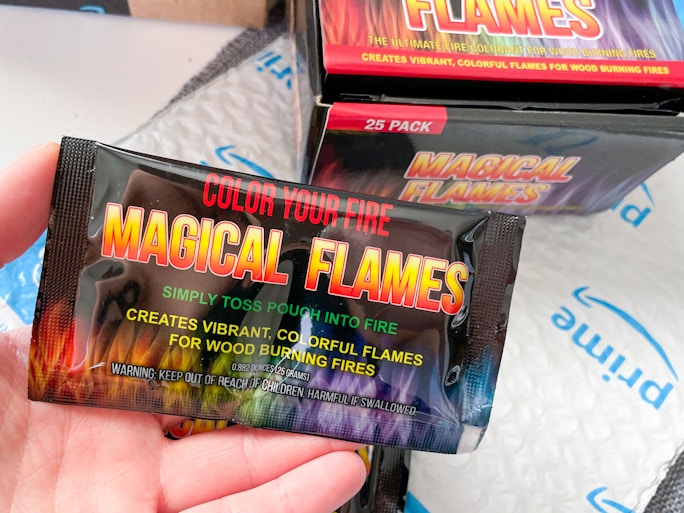 FLAMES
THE ULTIMATE FIRE COLORANT FOR WOOD BURNING FIRES
CREATES VIBRANT, COLORFUL FLAMES FOR WOOD BURNING FIRES
25 PACK
MAGICAL
FLAMES
COLOR YOUR FIRE
MAGICAL FLAMES
SIMPLY TOSS POUCH INTO FIRE
CREATES VIBRANT, COLORFUL FLAMES
FOR WOOD BURNING FIRES
0.882 OUNCES (25 GRAMS)
WARNING: KEEP OUT OF REACH OF CHILDREN. HARMFUL IF SWALLOWED
prime
prime
prime